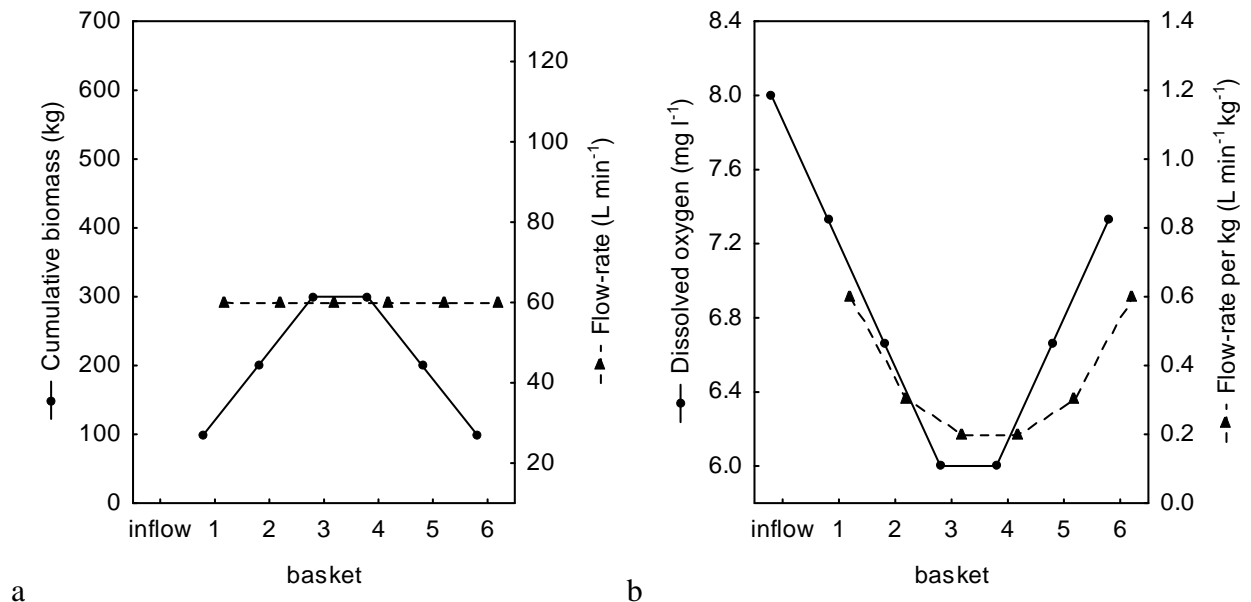 700
600
500
400
300
200
100
0
Cumulative biomass (kg)
120
100
80
60
40
20
Flow-rate (L min-1)
inflow 1 2 3 4 5 6
basket
a
8.0
7.6
7.2
6.8
6.4
6.0
Dissolved oxygen (mg l-1)
1.4
1.2
1.0
0.8
0.6
0.4
0.2
0.0
Flow-rate per kg (L min-1 kg-1)
inflow 1 2 3 4 5 6
basket
b